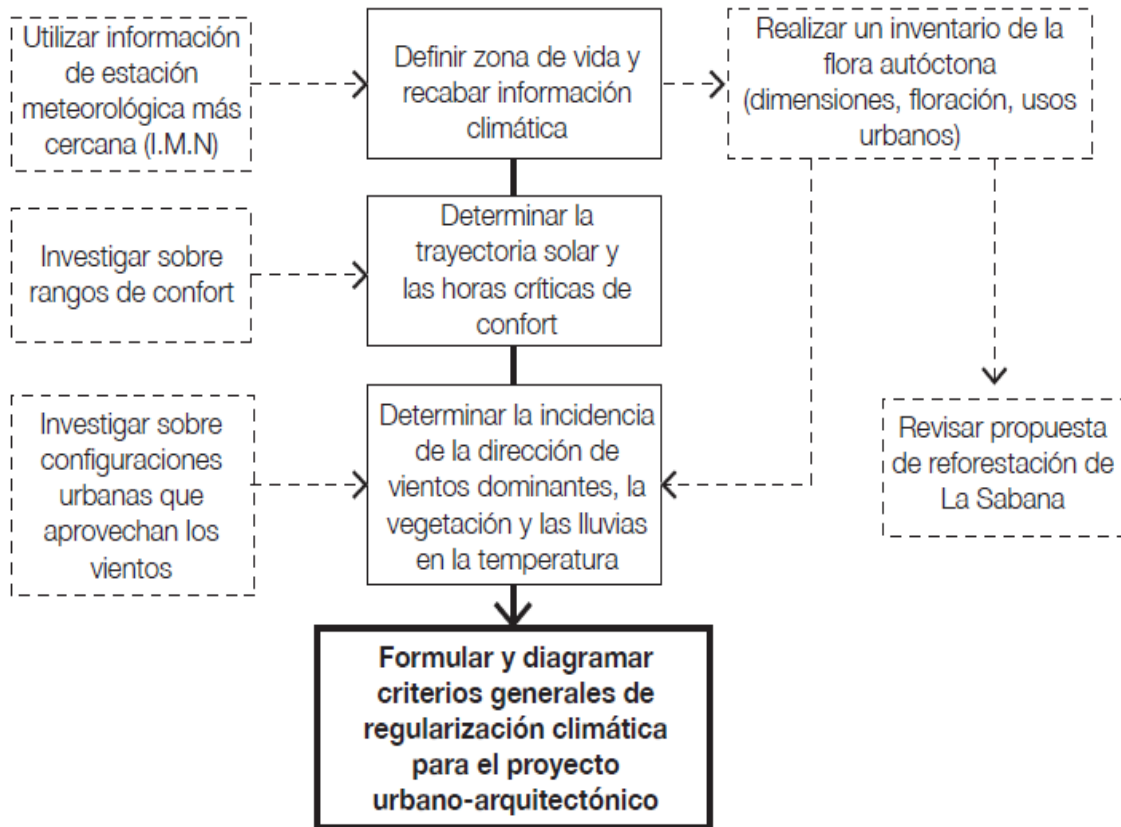 Utilizar información
de estación
meteorológica más
cercana (I.M.N)
Definir zona de vida y
recabar información
climática
Realizar un inventario de la
flora autóctona
(dimensiones, floración, usos
urbanos)
Investigar sobre
rangos de confort
Determinar la
trayectoria solar y
las horas críticas de
confort
Investigar sobre
configuraciones
urbanas que
aprovechan los
vientos
Determinar la incidencia
de la dirección de
vientos dominantes, la
vegetación y las lluvias
en la temperatura
Revisar propuesta
de reforestación de
La Sabana
Formular y diagramar
criterios generales de
regularización climática
para el proyecto
urbano-arquitectónico